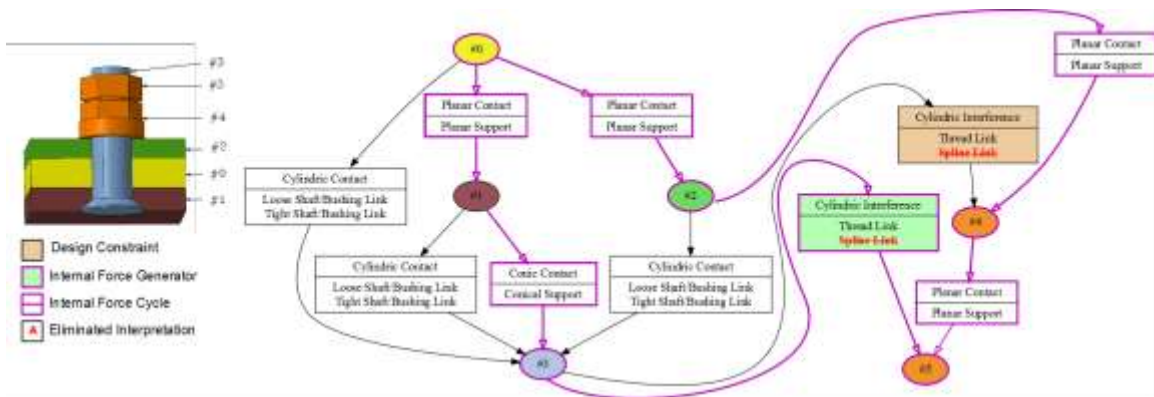 #3
#5
#4
#2
#0
#1
Design Constraint
Internal Force Generator
Internal Force Cycle
A Eliminated Interpretation
#0
Planar Contact
Planar Support
Planar Contact
Planar Support
Planar Contact
Planar Support
Cylindric Interference
Thread Link
Spline Link
Cylindric Contact
Loose Shaft/Bushing Link
Tight Shaft/Bushing Link
#1
#2
Cylindric Interference
Thread Link
Spline Link
#4
Cylindric Contact
Loose Shaft/Bushing Link
Tight Shaft/Bushing Link
Conic Contact
Conical Support
Cylindric Contact
Loose Shaft/Bushing Link
Tight Shaft/Bushing Link
Planar Contact
Planar Support
#3
#5